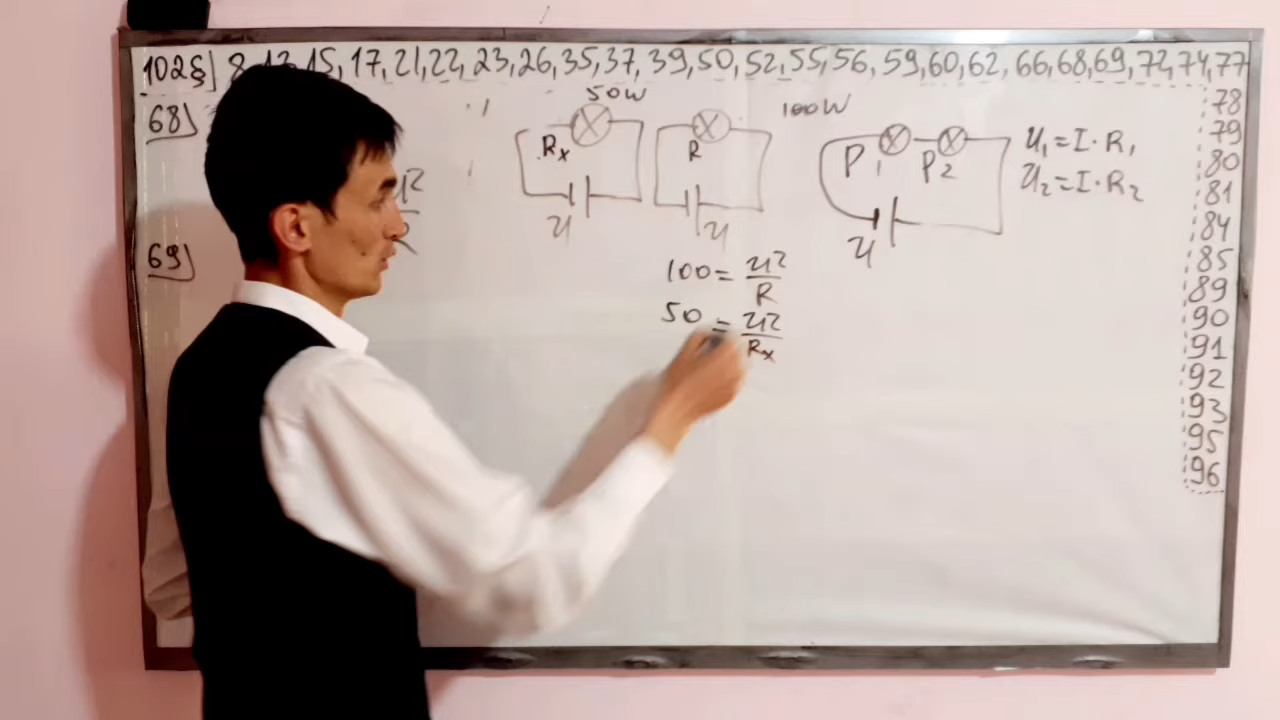 102§] 8, 13, 15, 17, 21, 22, 23, 26, 35, 37, 39, 50, 52, 55, 56, 59, 60, 62, 66, 68, 69, 72, 74, 77
78
79
80
81
84
85
89
90
91
92
93
95
96
68)
50W
100W
Rx
R
U
U
P1
P2
U
U1=I·R1
U2=I·R2
U²
R
69)
100=U²/R
50=U²/Rx